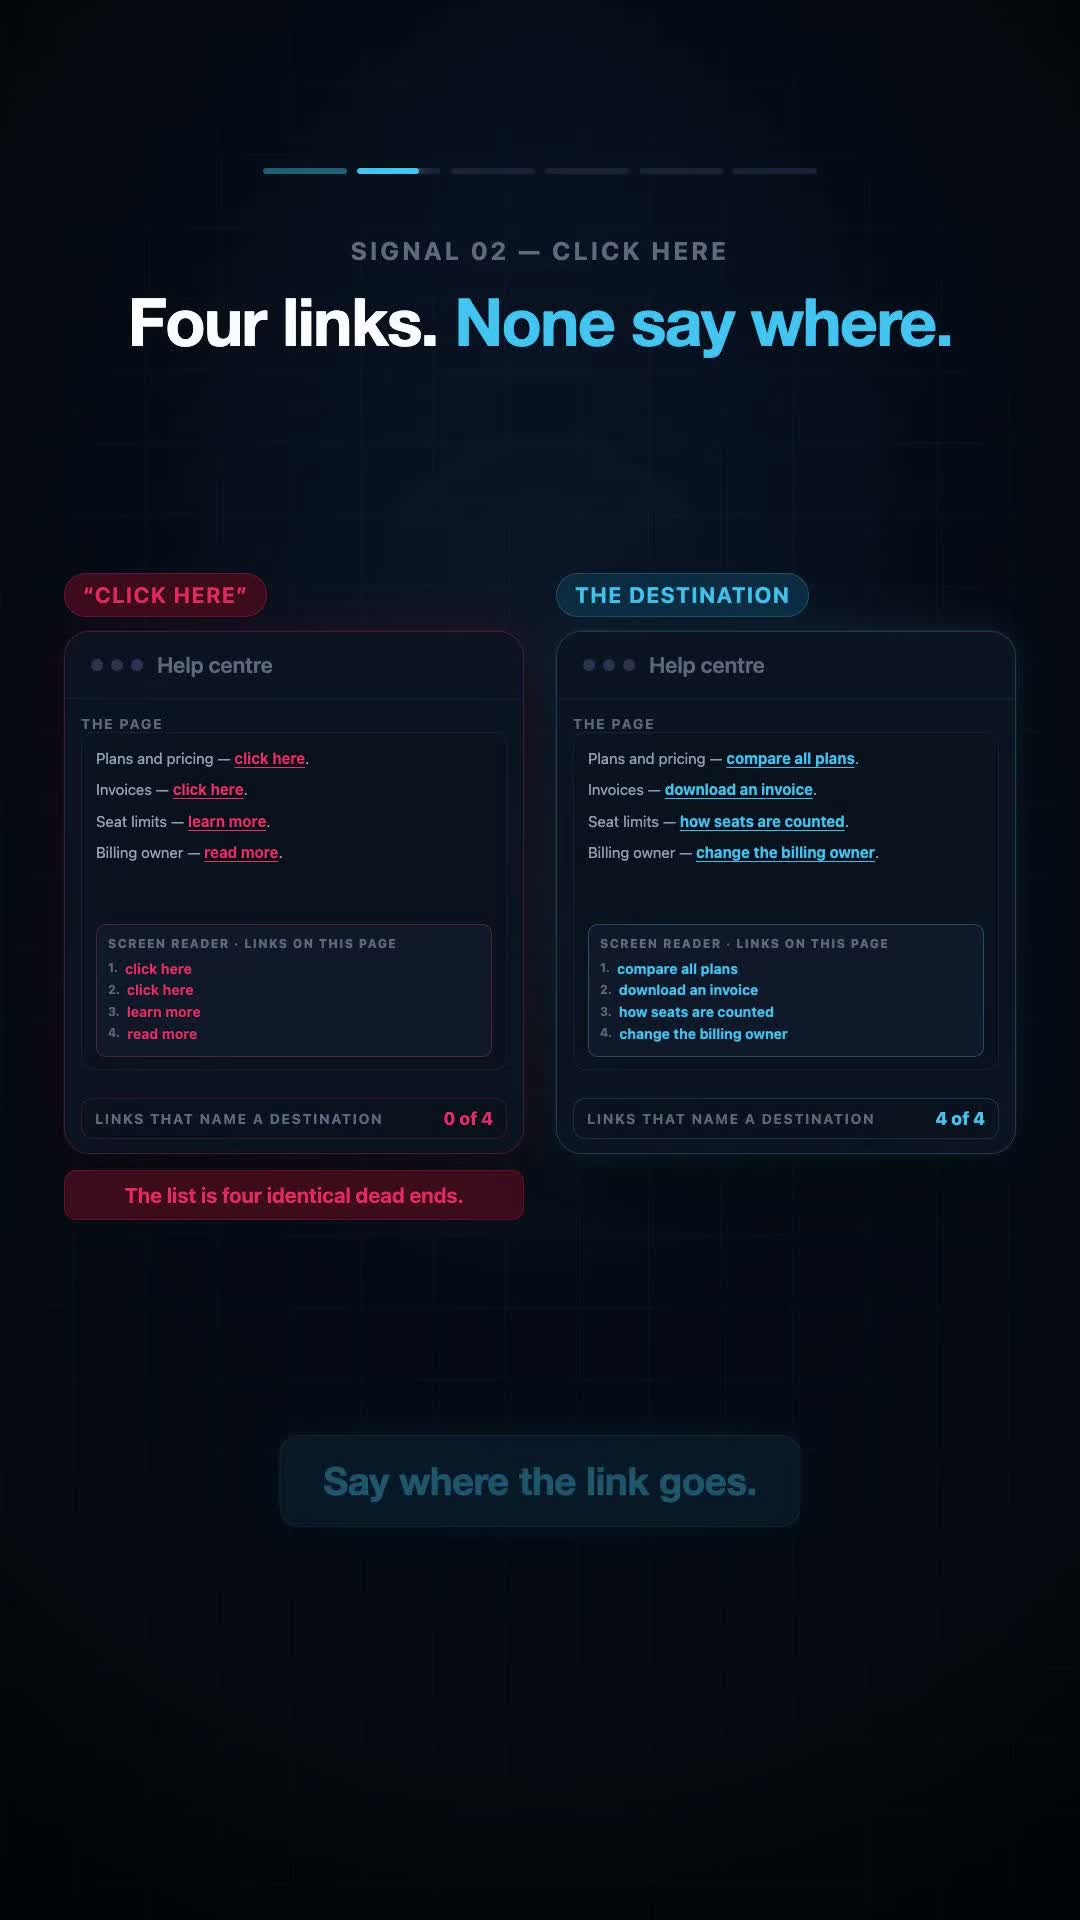 SIGNAL 02 — CLICK HERE
Four links. None say where.
“CLICK HERE”
Help centre
THE PAGE
Plans and pricing — click here.
Invoices — click here.
Seat limits — learn more.
Billing owner — read more.
SCREEN READER · LINKS ON THIS PAGE
1. click here
2. click here
3. learn more
4. read more
LINKS THAT NAME A DESTINATION 0 of 4
The list is four identical dead ends.
THE DESTINATION
Help centre
THE PAGE
Plans and pricing — compare all plans.
Invoices — download an invoice.
Seat limits — how seats are counted.
Billing owner — change the billing owner.
SCREEN READER · LINKS ON THIS PAGE
1. compare all plans
2. download an invoice
3. how seats are counted
4. change the billing owner
LINKS THAT NAME A DESTINATION 4 of 4
Say where the link goes.